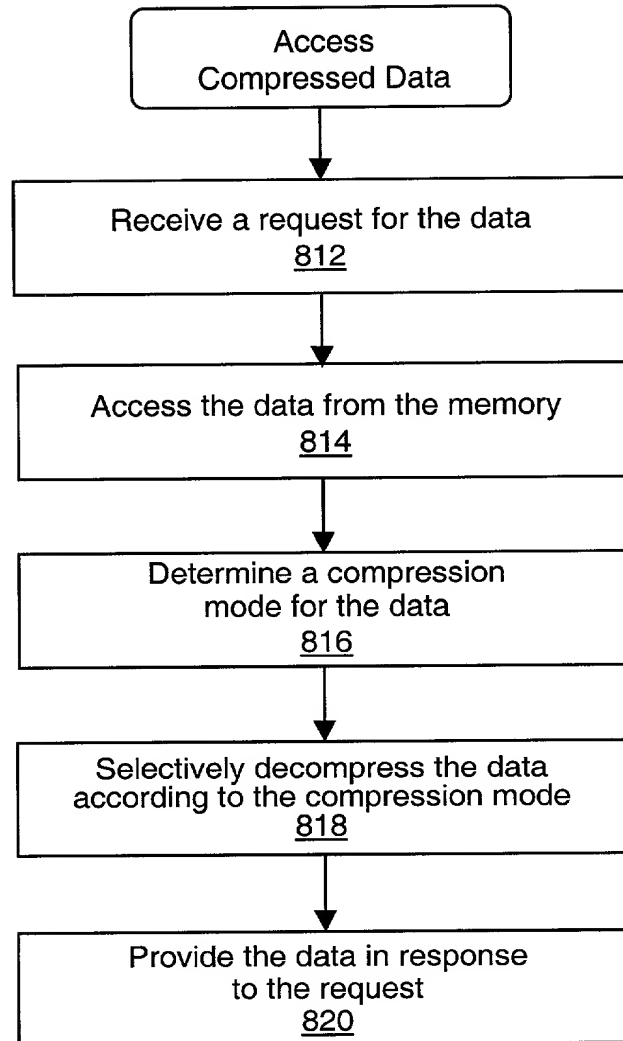 Access
Compressed Data
Receive a request for the data
812
Access the data from the memory
814
Determine a compression
mode for the data
816
Selectively decompress the data
according to the compression mode
818
Provide the data in response
to the request
820